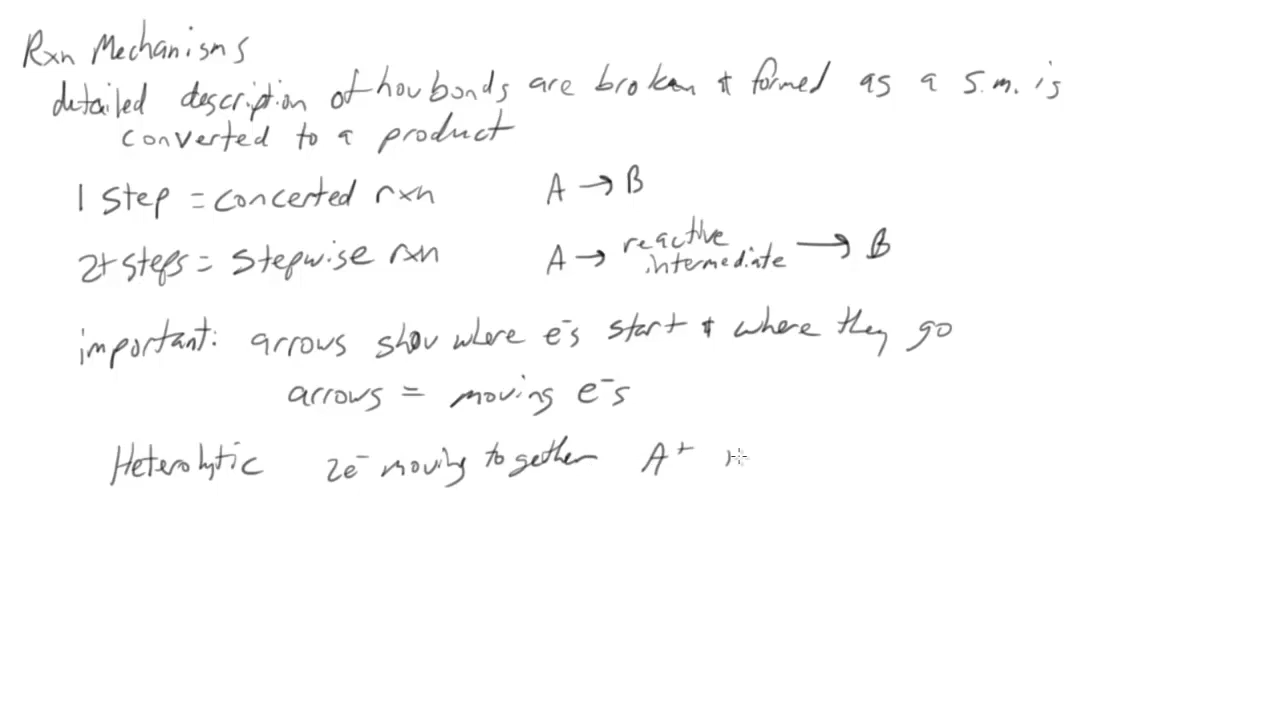 Rxn Mechanisms
detailed description of how bonds are broken & formed as a s.m. is
converted to a product
1 step = concerted rxn A → B
2+ steps = stepwise rxn A → reactive intermediate → B
important: arrows show where e⁻s start & where they go
arrows = moving e⁻s
Heterolytic 2e⁻ moving together A⁺